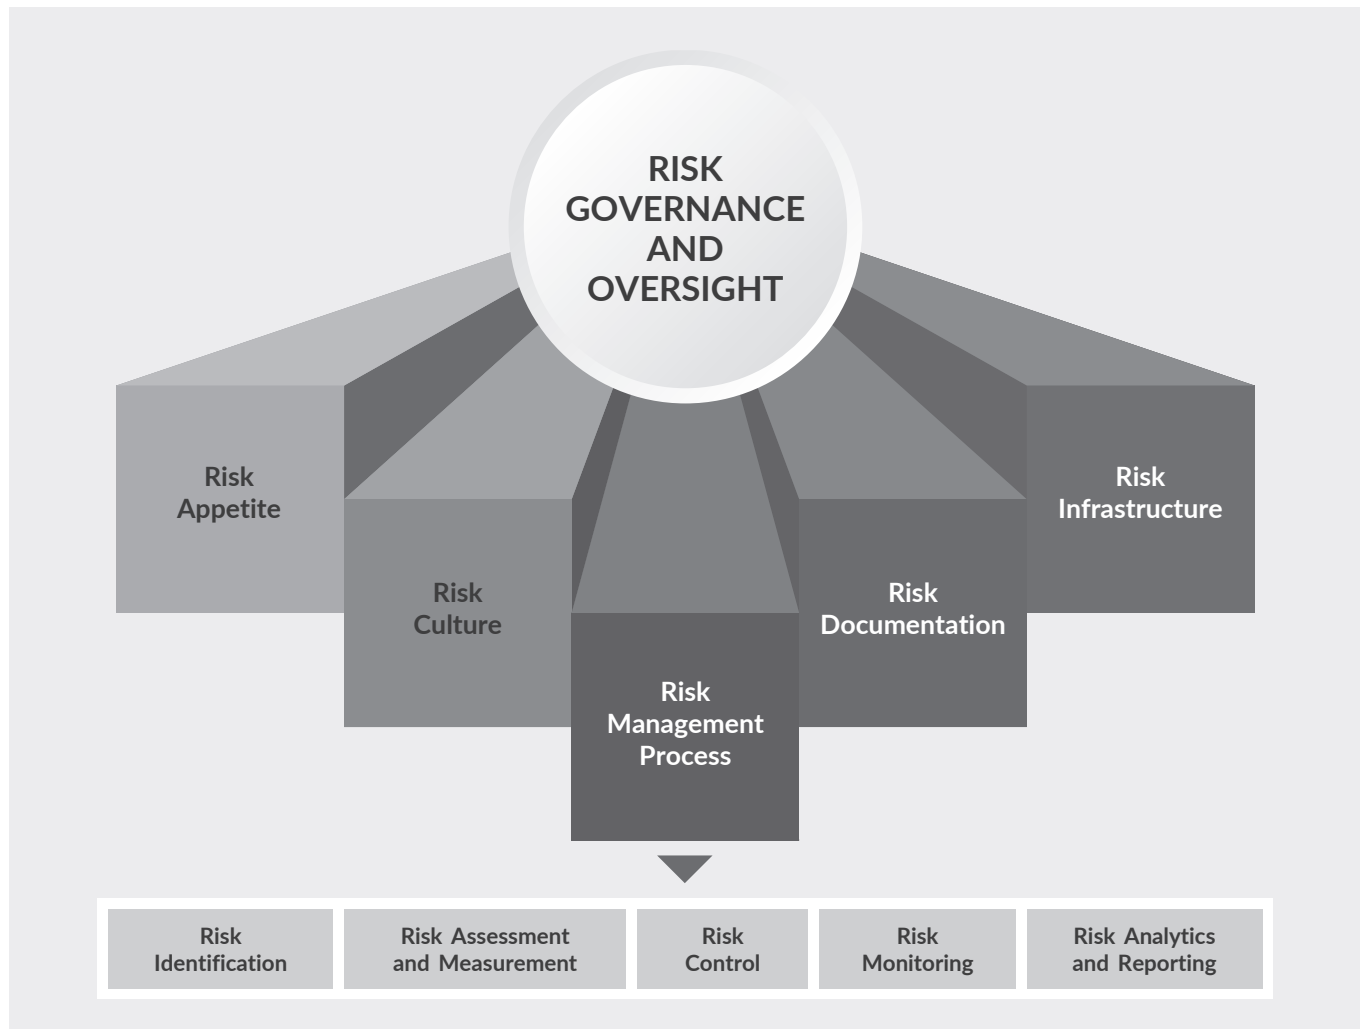 RISK
GOVERNANCE
AND
OVERSIGHT
Risk
Appetite
Risk
Culture
Risk
Management
Process
Risk
Documentation
Risk
Infrastructure
Risk
Identification
Risk Assessment
and Measurement
Risk
Control
Risk
Monitoring
Risk Analytics
and Reporting